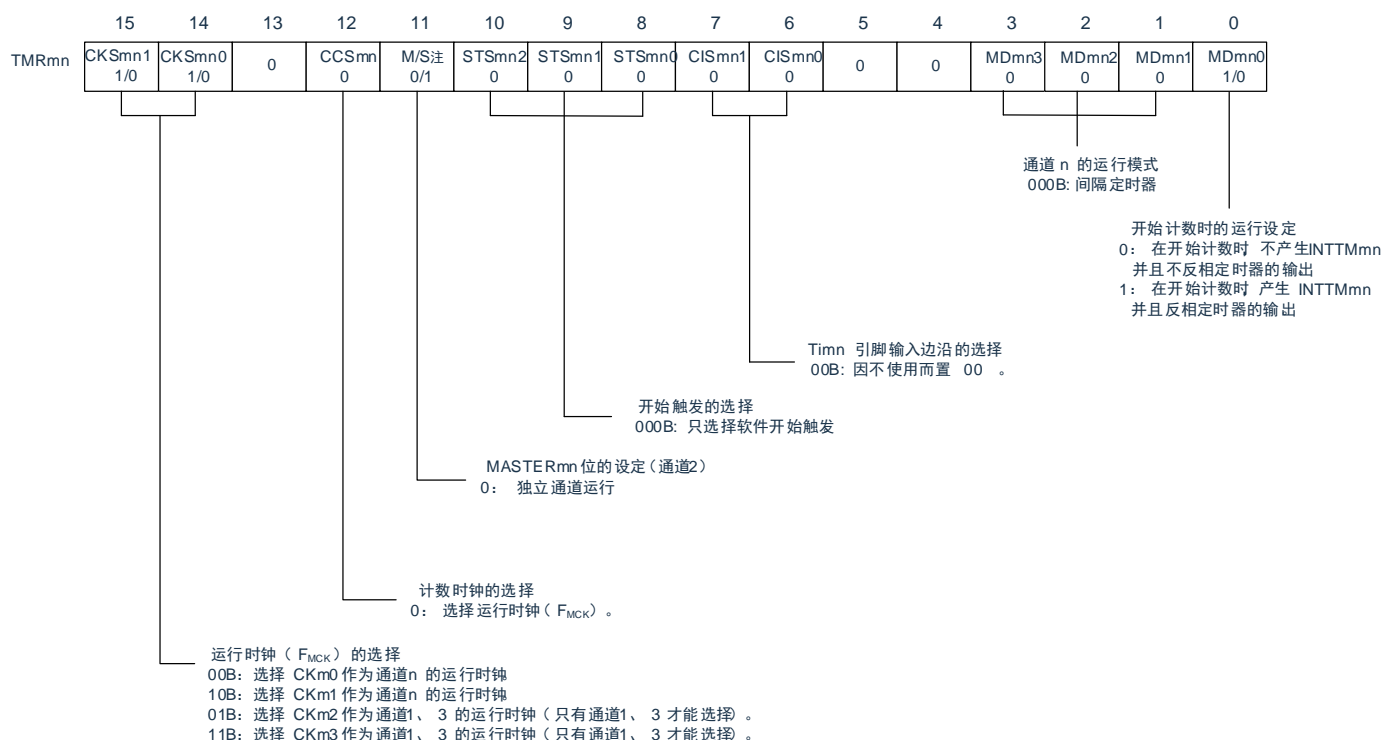 15 14 13 12 11 10 9 8 7 6 5 4 3 2 1 0
TMRmn CKSmn1 CKSmn0 0 CCSmn M/S注 STSmn2 STSmn1 STSmn0 CISmn1 CISmn0 0 0 MDmn3 MDmn2 MDmn1 MDmn0
1/0 1/0 0 0/1 0 0 0 0 0 0 0 0 1/0
通道 n 的运行模式
000B: 间隔定时器
开始计数时的运行设定
0: 在开始计数时 不产生INTTMmn
并且不反相定时器的输出
1: 在开始计数时 产生 INTTMmn
并且反相定时器的输出
Timn 引脚输入边沿的选择
00B: 因不使用而置 00 。
开始触发的选择
000B: 只选择软件开始触发
MASTERmn 位的设定(通道2)
0: 独立通道运行
计数时钟的选择
0: 选择运行时钟( FMCK)。
运行时钟( FMCK) 的选择
00B: 选择 CKm0 作为通道n 的运行时钟
10B: 选择 CKm1 作为通道n 的运行时钟
01B: 选择 CKm2 作为通道1、 3 的运行时钟( 只有通道1、 3 才能选择) 。
11B: 选择 CKm3 作为通道1、 3 的运行时钟( 只有通道1、 3 才能选择) 。